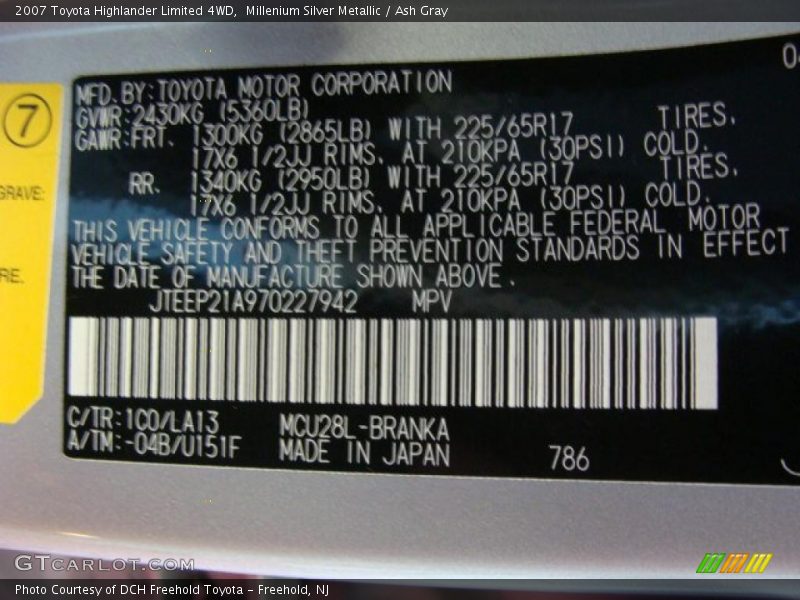 2007 Toyota Highlander Limited 4WD, Millenium Silver Metallic / Ash Gray
04
7
GRAVE:
RE.
MFD.BY:TOYOTA MOTOR CORPORATION
GVWR:2430KG (5360LB)
GAWR:FRT. 1300KG (2865LB) WITH 225/65R17 TIRES.
17X6 1/2JJ RIMS. AT 210KPA (30PSI) COLD.
RR. 1340KG (2950LB) WITH 225/65R17 TIRES.
17X6 1/2JJ RIMS. AT 210KPA (30PSI) COLD.
THIS VEHICLE CONFORMS TO ALL APPLICABLE FEDERAL MOTOR
VEHICLE SAFETY AND THEFT PREVENTION STANDARDS IN EFFECT
THE DATE OF MANUFACTURE SHOWN ABOVE.
JTEEP21A970227942 MPV
C/TR:1C0/LA13 MCU28L-BRANKA
A/TM:-04B/U151F MADE IN JAPAN 786
GTCARLOT.COM
Photo Courtesy of DCH Freehold Toyota - Freehold, NJ